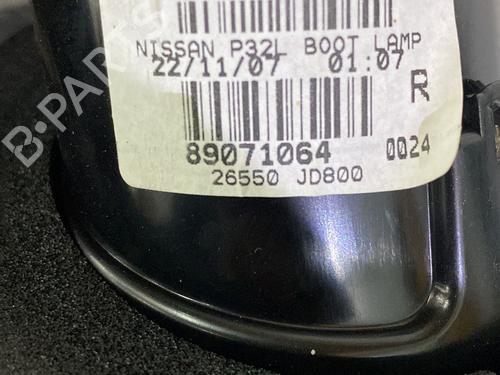 NISSAN P32L BOOT LAMP
22/11/07 01:07
R
89071064 0024
26550 JD800
B-PARTS